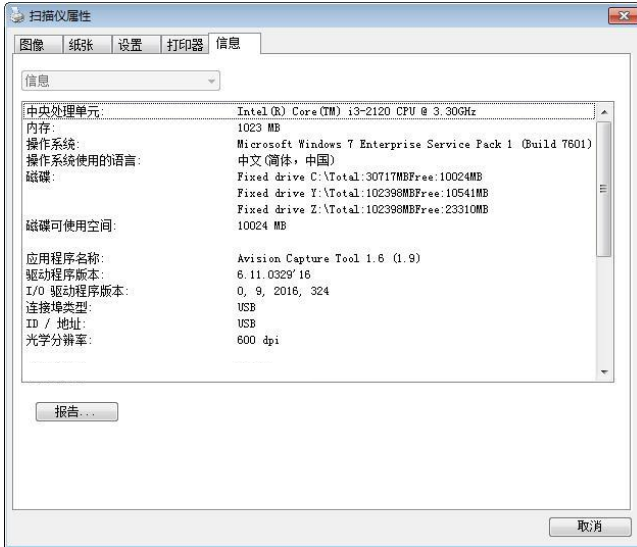 扫描仪属性
图像 纸张 设置 打印器 信息
信息
中央处理单元: Intel(R) Core(TM) i3-2120 CPU @ 3.30GHz
内存: 1023 MB
操作系统: Microsoft Windows 7 Enterprise Service Pack 1 (Build 7601)
操作系统使用的语言: 中文(简体，中国)
磁碟: Fixed drive C:\Total:30717MBFree:10024MB
Fixed drive Y:\Total:102398MBFree:10541MB
Fixed drive Z:\Total:102398MBFree:23310MB
磁碟可使用空间: 10024 MB
应用程序名称: Avision Capture Tool 1.6 (1.9)
驱动程序版本: 6.11.0329'16
I/O 驱动程序版本: 0, 9, 2016, 324
连接埠类型: USB
ID / 地址: USB
光学分辨率: 600 dpi
报告...
取消